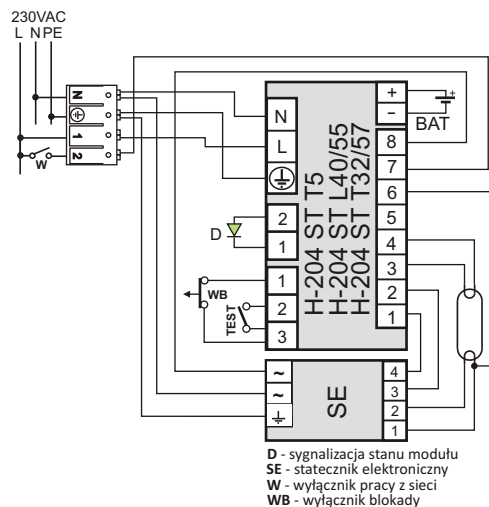 230VAC
L N PE
N
1
2
W
N
L
2
1
D
1
2
3
WB
TEST
H-204 ST T5
H-204 ST L40/55
H-204 ST T32/57
+
−
BAT
8
7
6
5
4
3
2
1
~
~
SE
4
3
2
1
D - sygnalizacja stanu modułu
SE - statecznik elektroniczny
W - wyłącznik pracy z sieci
WB - wyłącznik blokady